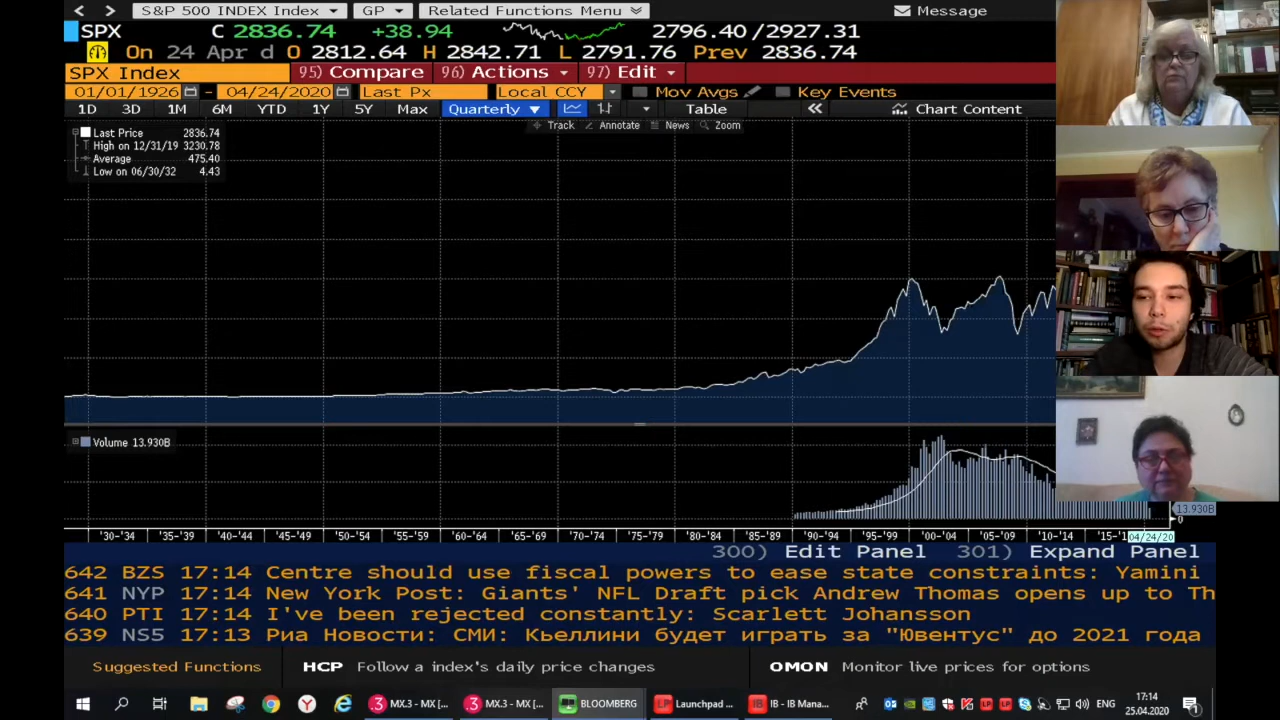 S&P 500 INDEX Index GP Related Functions Menu Message
SPX C 2836.74 +38.94 2796.40/2927.31
On 24 Apr d O 2812.64 H 2842.71 L 2791.76 Prev 2836.74
SPX Index 95) Compare 96) Actions 97) Edit
01/01/1926 - 04/24/2020 Last Px Local CCY Mov Avgs Key Events
1D 3D 1M 6M YTD 1Y 5Y Max Quarterly Table Chart Content
Track Annotate News Zoom
Last Price 2836.74
High on 12/31/19 3230.78
Average 475.40
Low on 06/30/32 4.43
Volume 13.930B
13.930B
0
'30-'34 '35-'39 '40-'44 '45-'49 '50-'54 '55-'59 '60-'64 '65-'69 '70-'74 '75-'79 '80-'84 '85-'89 '90-'94 '95-'99 '00-'04 '05-'09 '10-'14 '15-'1 04/24/20
300) Edit Panel 301) Expand Panel
642 BZS 17:14 Centre should use fiscal powers to ease state constraints: Yamini
641 NYP 17:14 New York Post: Giants' NFL Draft pick Andrew Thomas opens up to Th
640 PTI 17:14 I've been rejected constantly: Scarlett Johansson
639 NS5 17:13 Риа Новости: СМИ: Кьеллини будет играть за "Ювентус" до 2021 года
Suggested Functions HCP Follow a index's daily price changes OMON Monitor live prices for options
MX.3 - MX [... MX.3 - MX [... BLOOMBERG Launchpad ... IB - IB Mana... ENG 17:14
25.04.2020